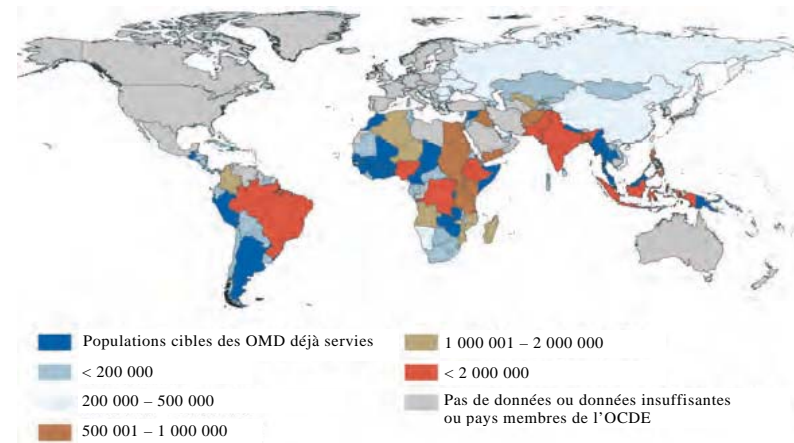 Populations cibles des OMD déjà servies
< 200 000
200 000 – 500 000
500 001 – 1 000 000
1 000 001 – 2 000 000
< 2 000 000
Pas de données ou données insuffisantes
ou pays membres de l’OCDE